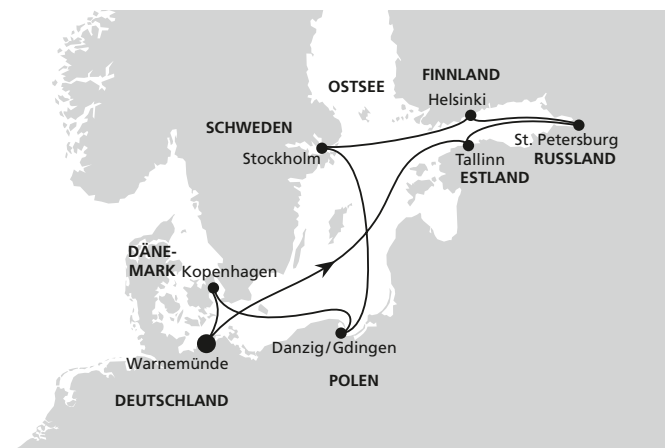 OSTSEE
FINNLAND
Helsinki
SCHWEDEN
Stockholm
St. Petersburg
RUSSLAND
Tallinn
ESTLAND
DÄNE-
MARK
Kopenhagen
Warnemünde
Danzig/Gdingen
POLEN
DEUTSCHLAND